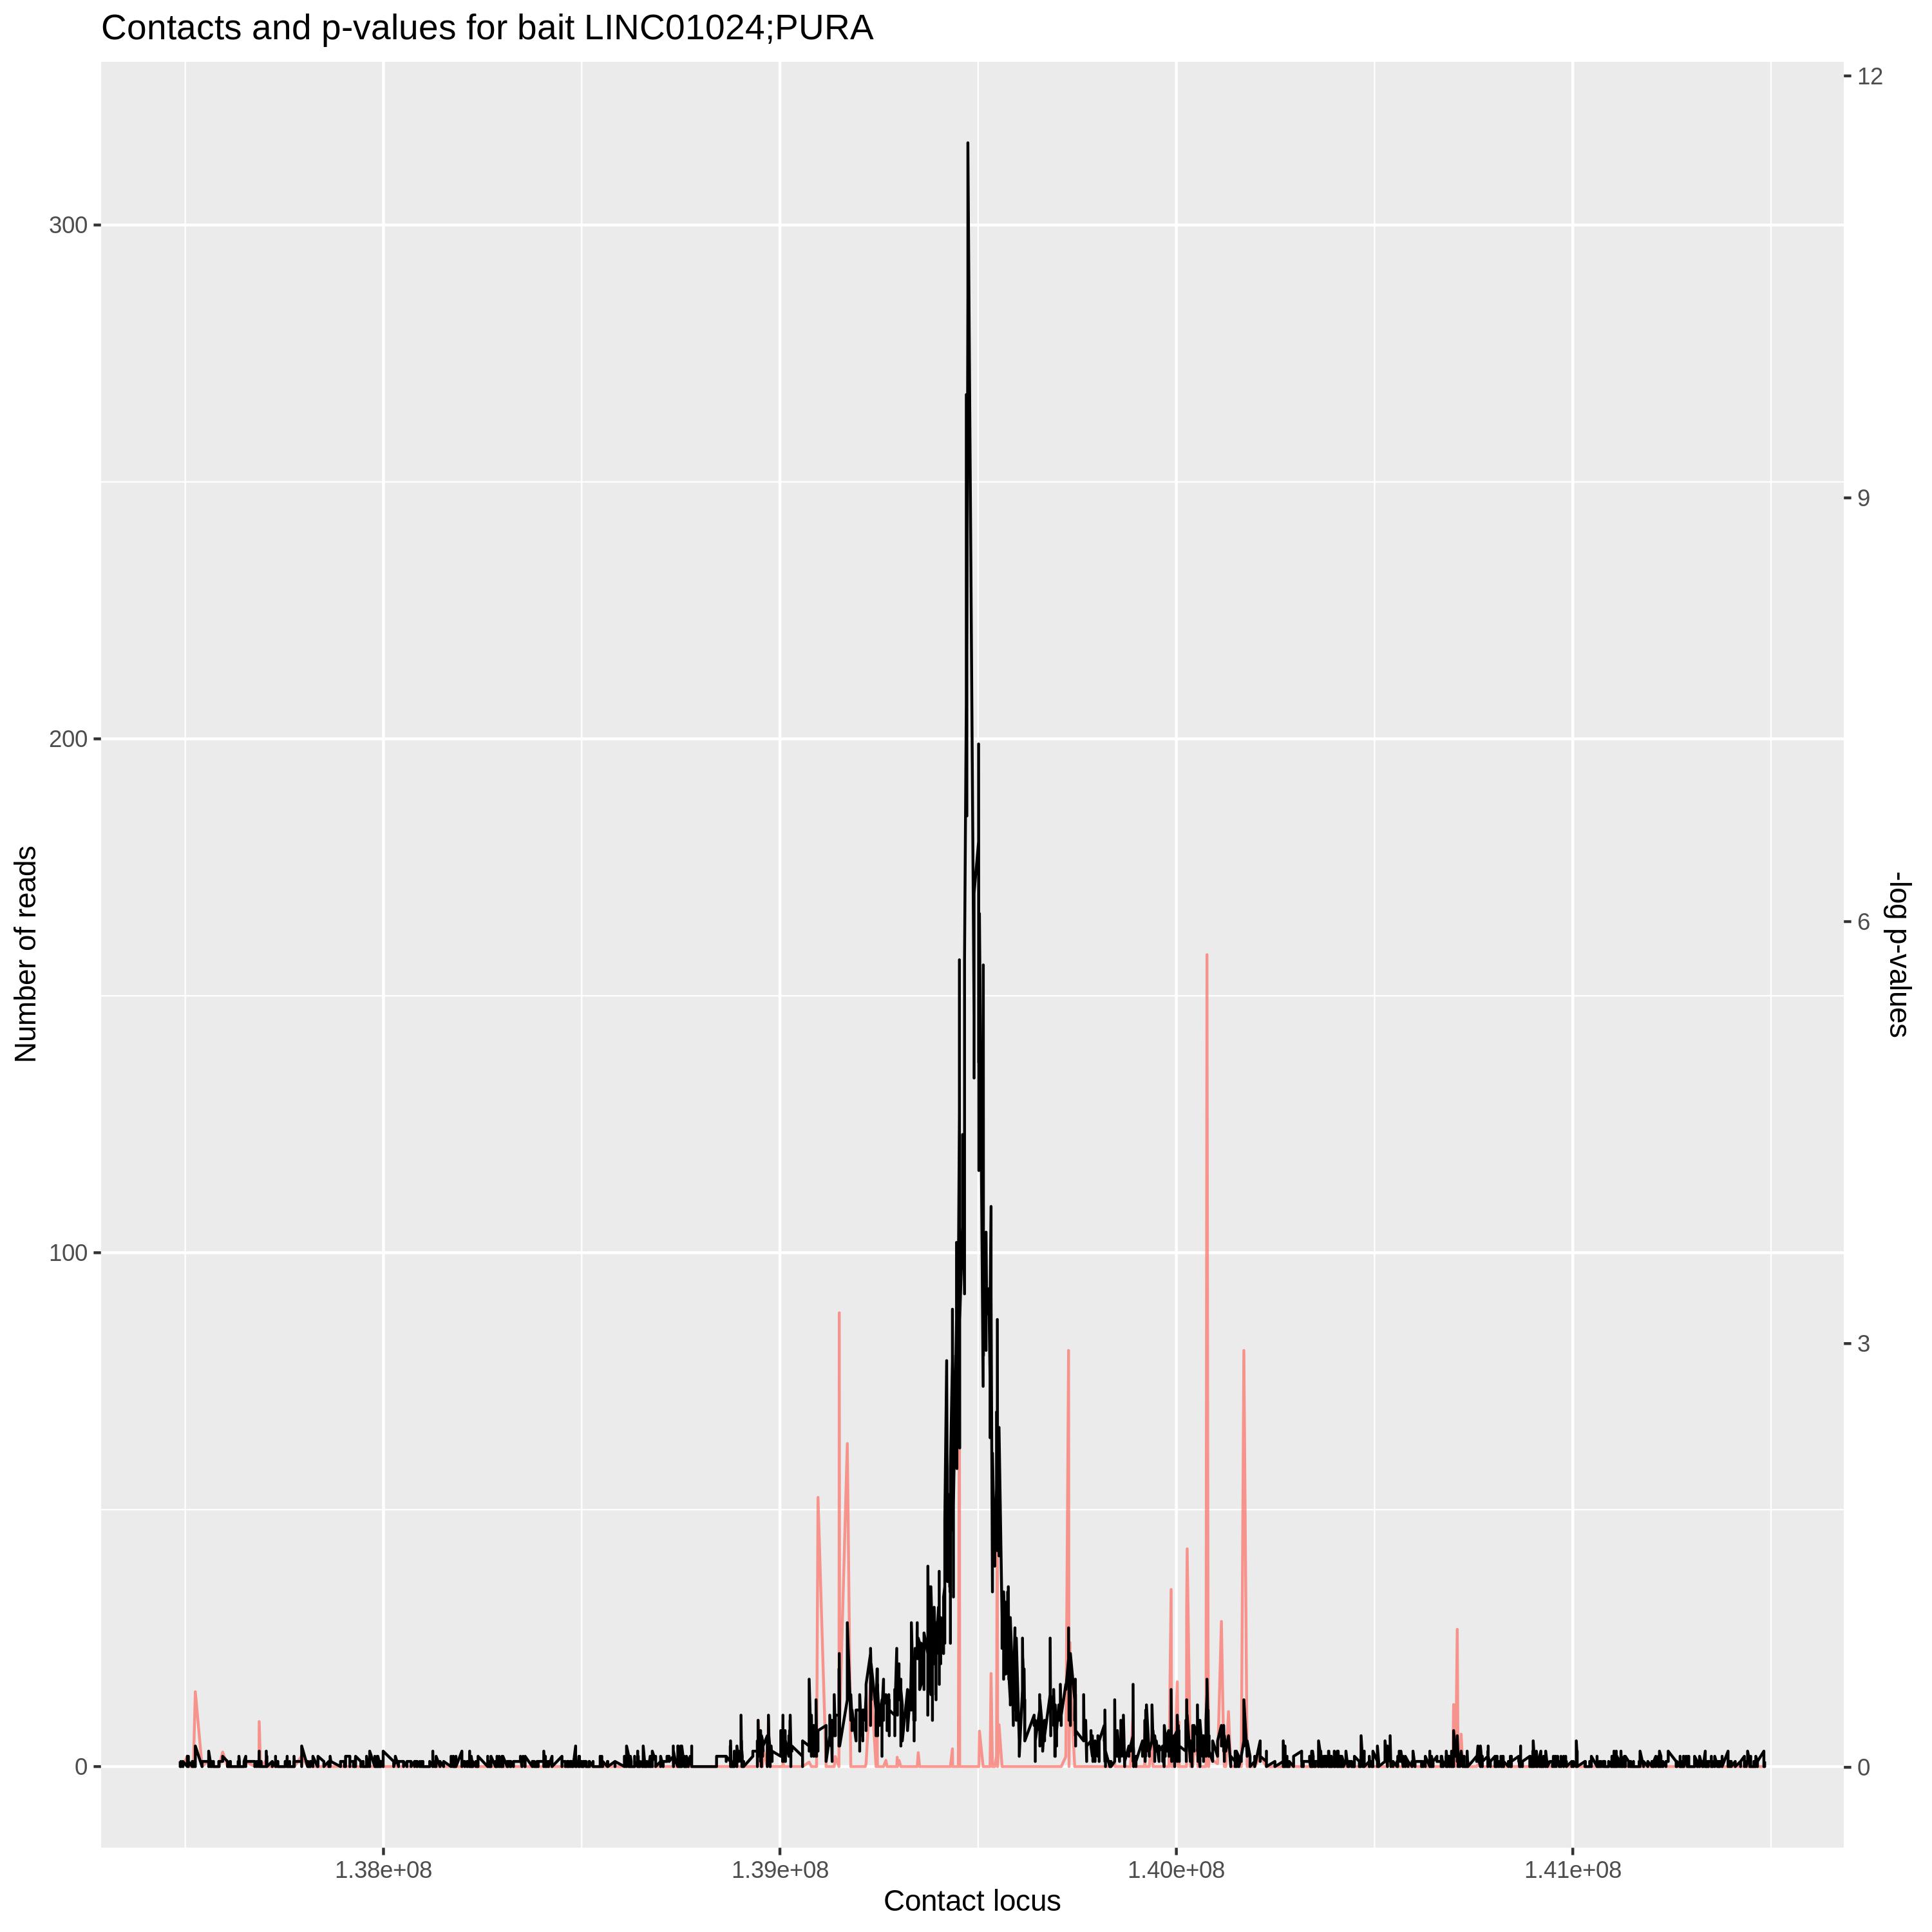 Contacts and p-values for bait LINC01024;PURA
12
300
9
200
Number of reads
6
-log p-values
100
3
0
0
1.38e+08
1.39e+08
1.40e+08
1.41e+08
Contact locus